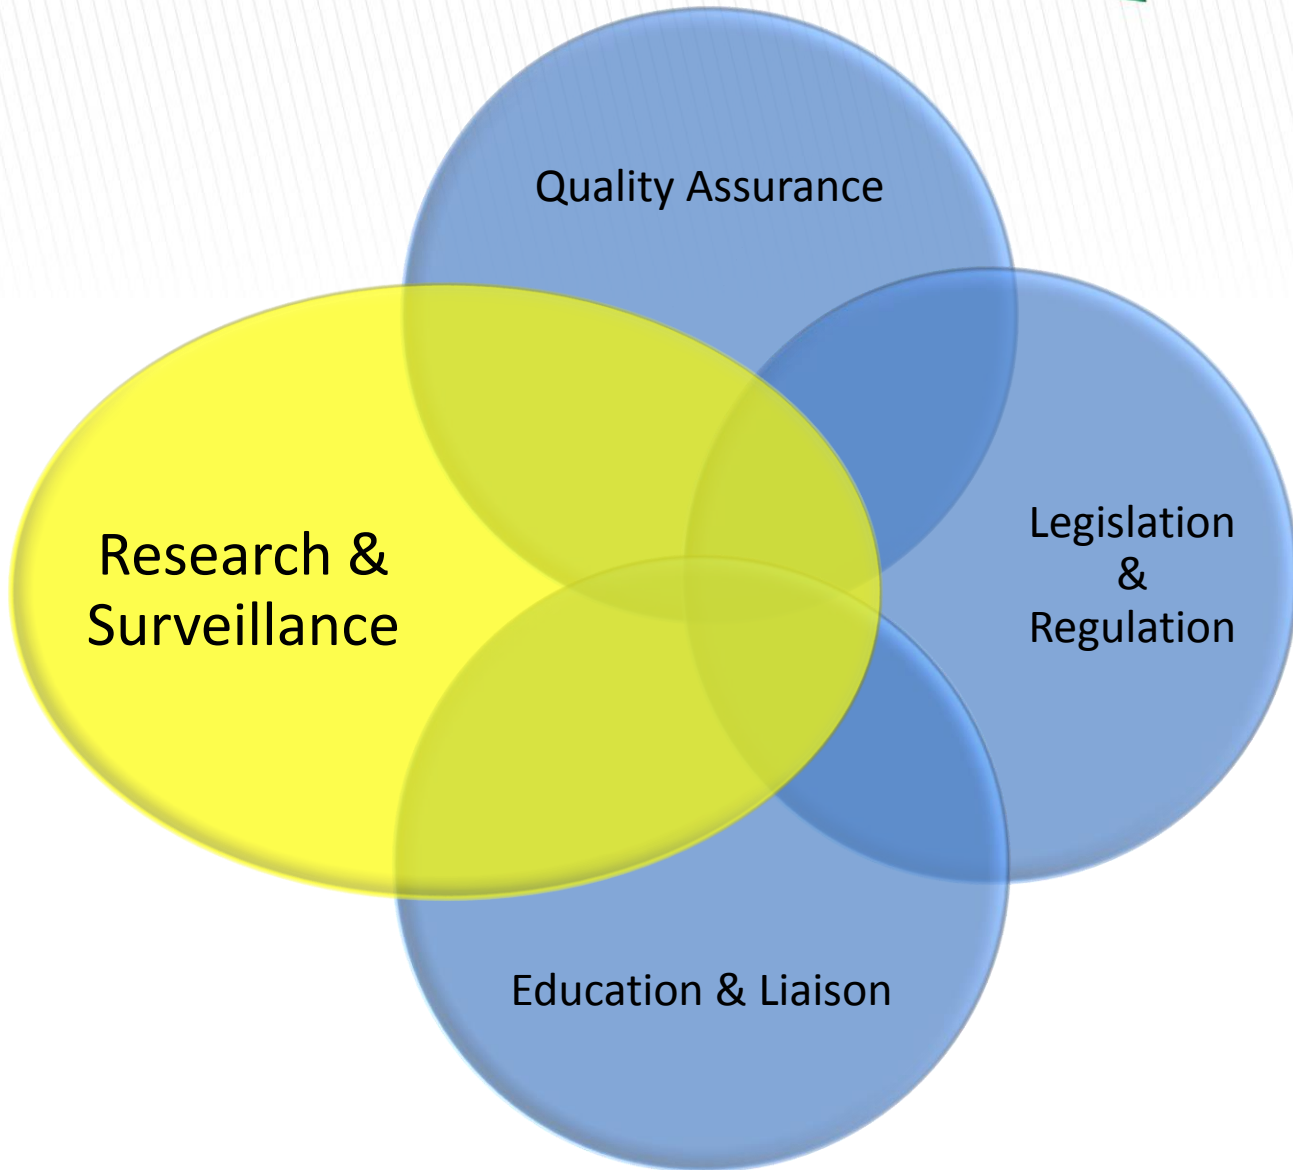 Quality Assurance
Legislation
&
Regulation
Research &
Surveillance
Education & Liaison